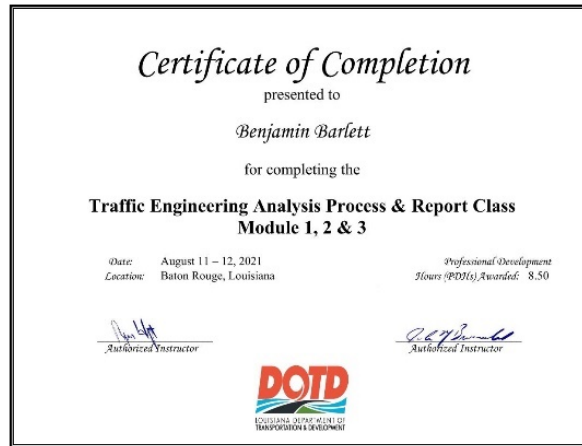 Certificate of Completion
presented to
Benjamin Barlett
for completing the
Traffic Engineering Analysis Process & Report Class
Module 1, 2 & 3
Date: August 11 – 12, 2021
Location: Baton Rouge, Louisiana
Professional Development
Hours (PDHs) Awarded: 8.50
Authorized Instructor
Authorized Instructor
DOTD
LOUISIANA DEPARTMENT OF
TRANSPORTATION & DEVELOPMENT